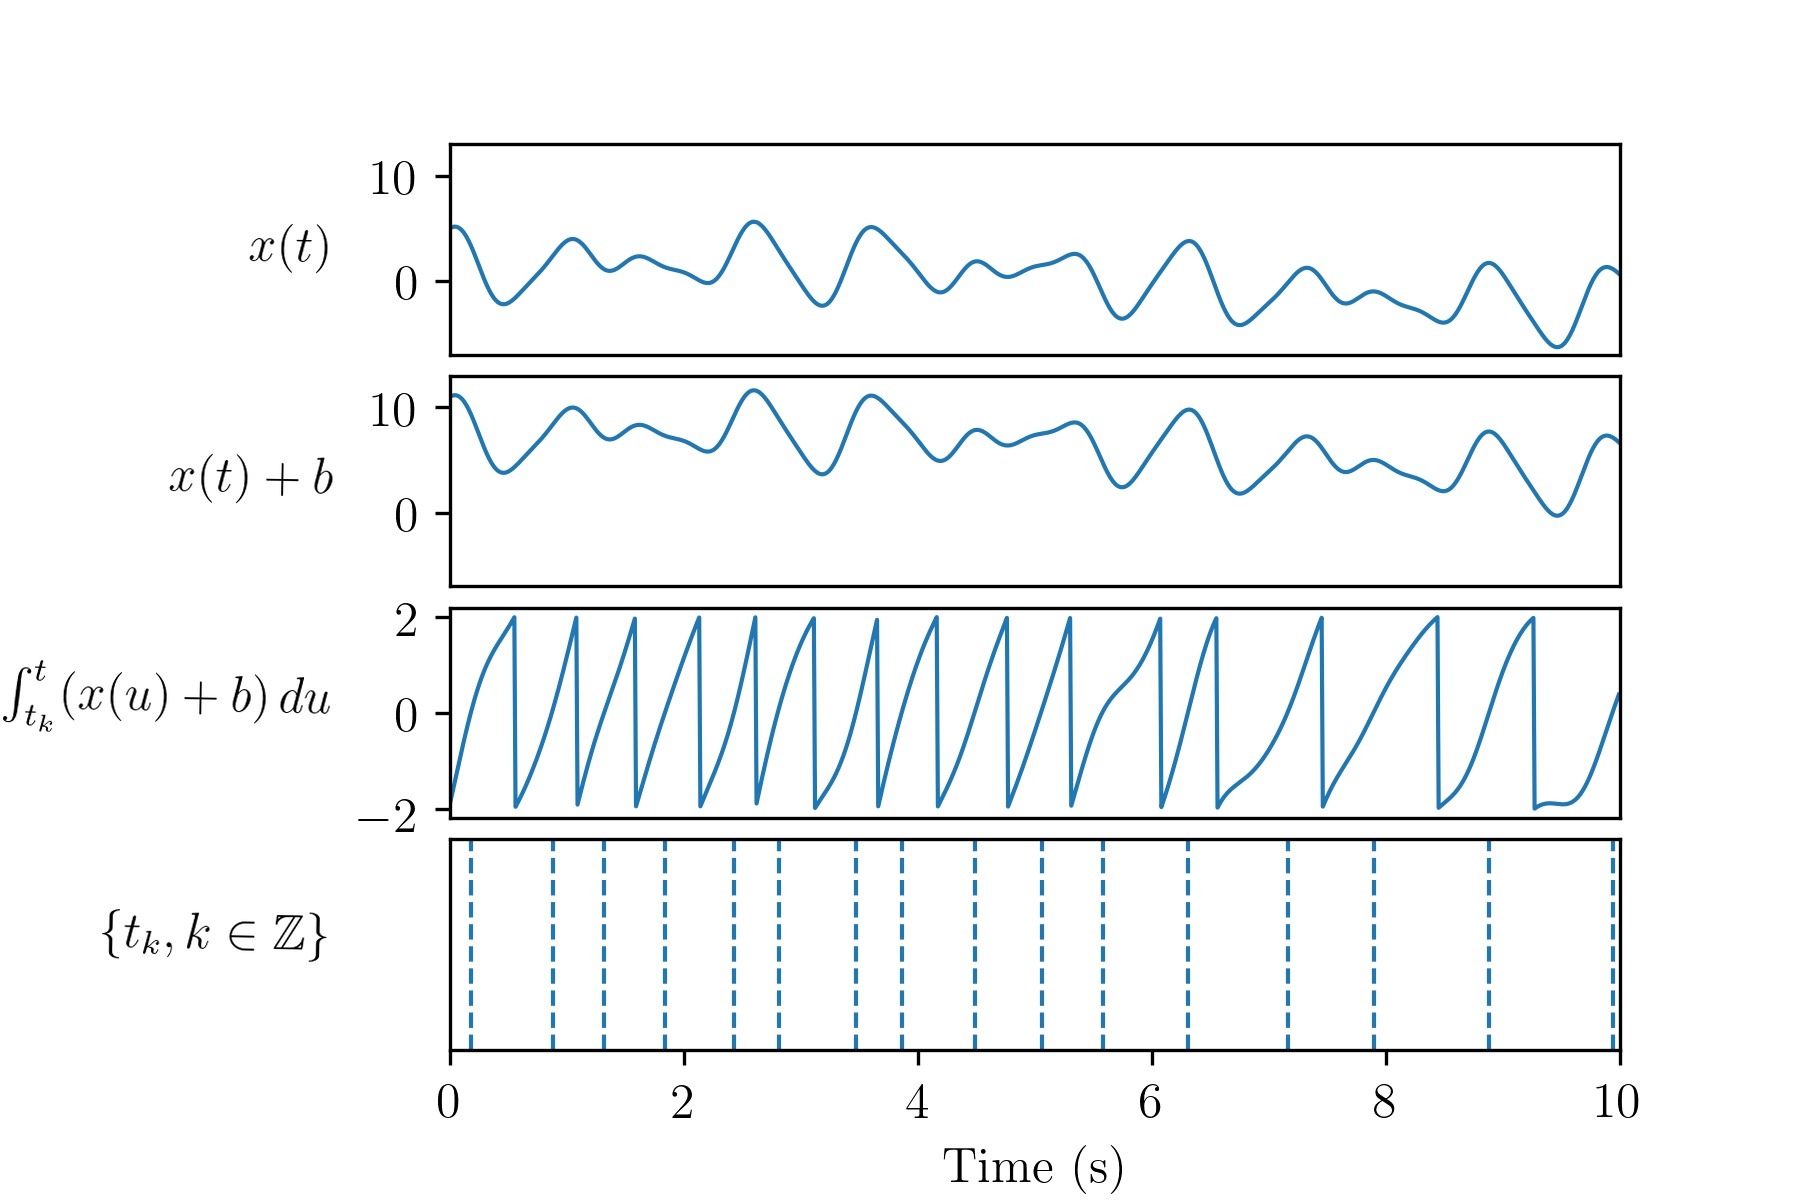 10
x(t)
0
10
x(t) + b
0
2
∫_{t_k}^{t} (x(u) + b) du
0
−2
{t_k, k ∈ ℤ}
0 2 4 6 8 10
Time (s)